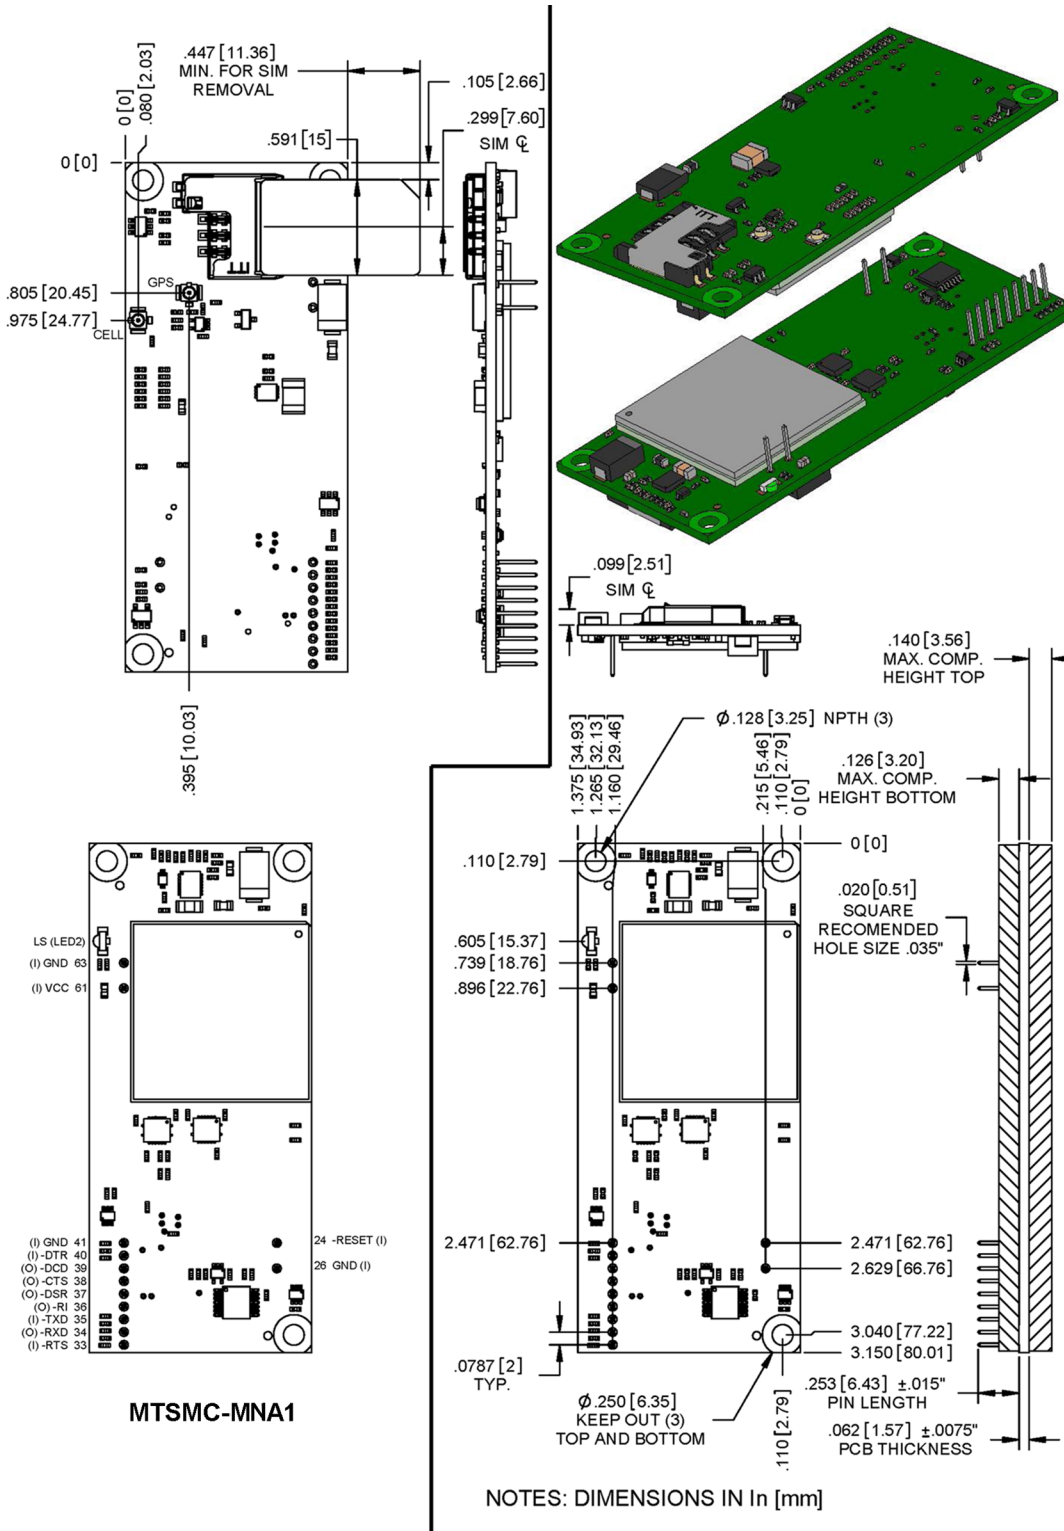 .447 [11.36]
MIN. FOR SIM
REMOVAL
0 [0]
.080 [2.03]
.105 [2.66]
.299 [7.60]
SIM ℄
.591 [15]
0 [0]
GPS
.805 [20.45]
.975 [24.77]
CELL
.395 [10.03]
.099 [2.51]
SIM ℄
.140 [3.56]
MAX. COMP.
HEIGHT TOP
Ø.128 [3.25] NPTH (3)
.126 [3.20]
MAX. COMP.
HEIGHT BOTTOM
1.375 [34.93]
1.265 [32.13]
1.160 [29.46]
.215 [5.46]
.110 [2.79]
0 [0]
0 [0]
.110 [2.79]
.020 [0.51]
SQUARE
RECOMENDED
HOLE SIZE .035"
.605 [15.37]
.739 [18.76]
.896 [22.76]
2.471 [62.76]
2.471 [62.76]
2.629 [66.76]
3.040 [77.22]
3.150 [80.01]
.0787 [2]
TYP.
Ø.250 [6.35]
KEEP OUT (3)
TOP AND BOTTOM
.110 [2.79]
.253 [6.43] ±.015"
PIN LENGTH
.062 [1.57] ±.0075"
PCB THICKNESS
LS (LED2)
(I) GND 63
(I) VCC 61
(I) GND 41
(I) -DTR 40
(O) -DCD 39
(O) -CTS 38
(O) -DSR 37
(O) -RI 36
(I) -TXD 35
(O) -RXD 34
(I) -RTS 33
24 -RESET (I)
26 GND (I)
MTSMC-MNA1
NOTES: DIMENSIONS IN In [mm]